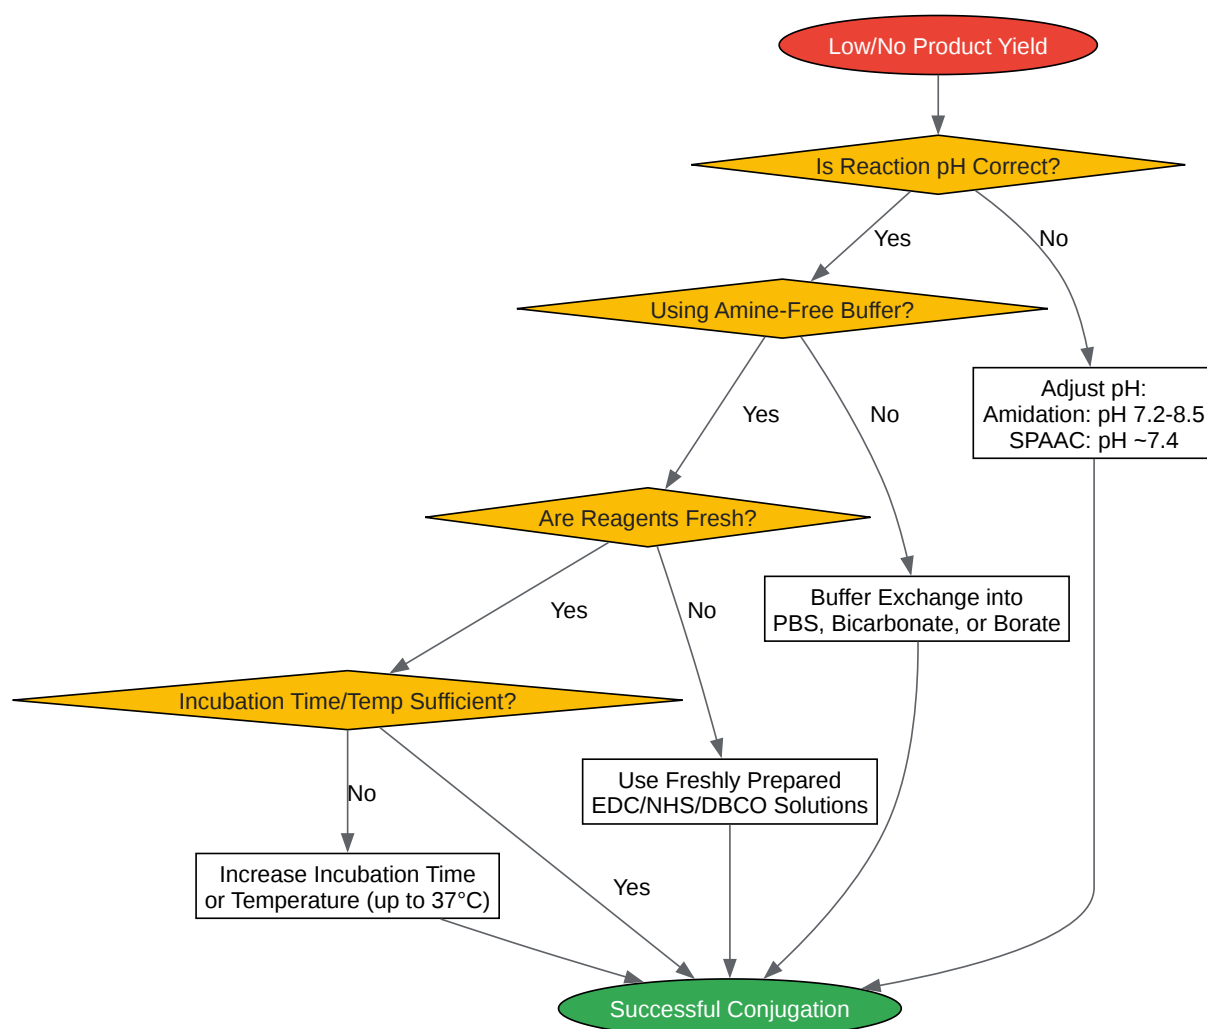 Low/No Product Yield
Is Reaction pH Correct?
Yes
No
Using Amine-Free Buffer?
Adjust pH:
Amidation: pH 7.2-8.5
SPAAC: pH ~7.4
Yes
No
Are Reagents Fresh?
Buffer Exchange into
PBS, Bicarbonate, or Borate
Yes
No
Incubation Time/Temp Sufficient?
Use Freshly Prepared
EDC/NHS/DBCO Solutions
No
Increase Incubation Time
or Temperature (up to 37°C)
Yes
Successful Conjugation